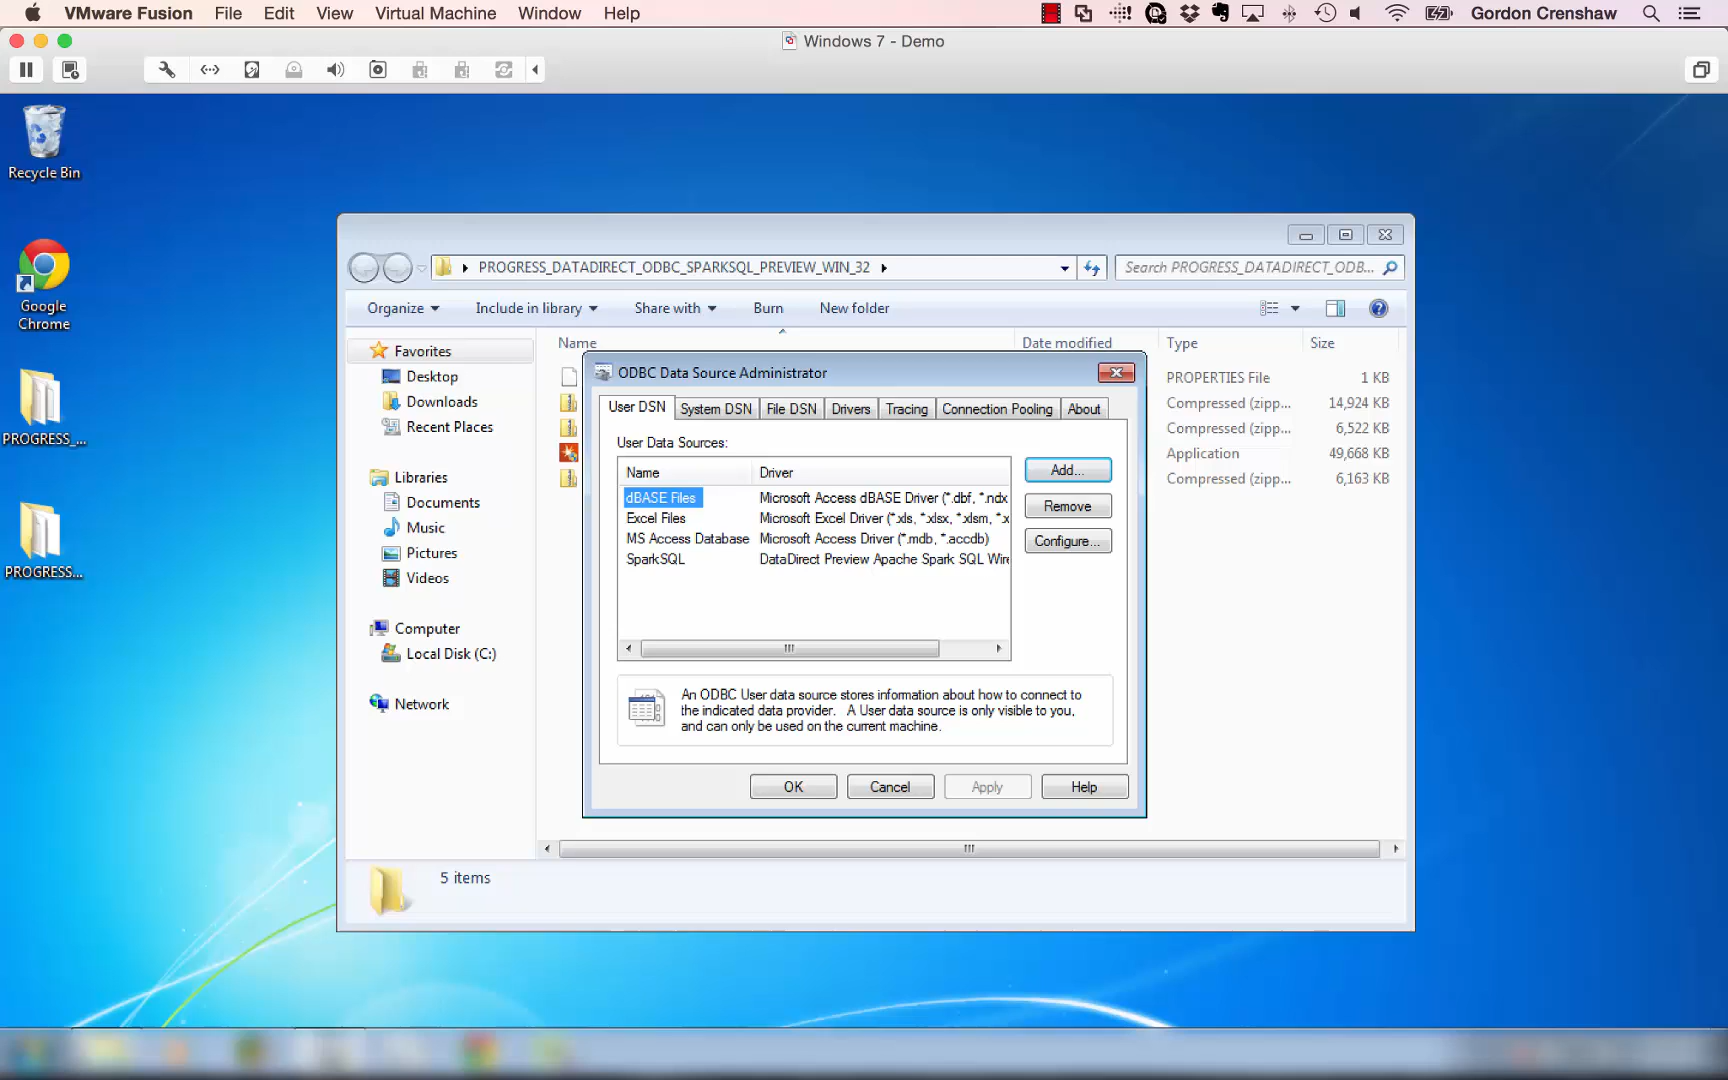 VMware Fusion File Edit View Virtual Machine Window Help Gordon Crenshaw
Windows 7 - Demo
Recycle Bin
Google
Chrome
PROGRESS_...
PROGRESS...
PROGRESS_DATADIRECT_ODBC_SPARKSQL_PREVIEW_WIN_32 Search PROGRESS_DATADIRECT_ODB...
Organize Include in library Share with Burn New folder
Favorites
Desktop
Downloads
Recent Places
Libraries
Documents
Music
Pictures
Videos
Computer
Local Disk (C:)
Network
Name Date modified Type Size
PROPERTIES File 1 KB
Compressed (zipp... 14,924 KB
Compressed (zipp... 6,522 KB
Application 49,668 KB
Compressed (zipp... 6,163 KB
ODBC Data Source Administrator
User DSN System DSN File DSN Drivers Tracing Connection Pooling About
User Data Sources:
Name Driver
dBASE Files Microsoft Access dBASE Driver (*.dbf, *.ndx
Excel Files Microsoft Excel Driver (*.xls, *.xlsx, *.xlsm, *.x
MS Access Database Microsoft Access Driver (*.mdb, *.accdb)
SparkSQL DataDirect Preview Apache Spark SQL Wire
Add...
Remove
Configure...
An ODBC User data source stores information about how to connect to
the indicated data provider. A User data source is only visible to you,
and can only be used on the current machine.
OK Cancel Apply Help
5 items